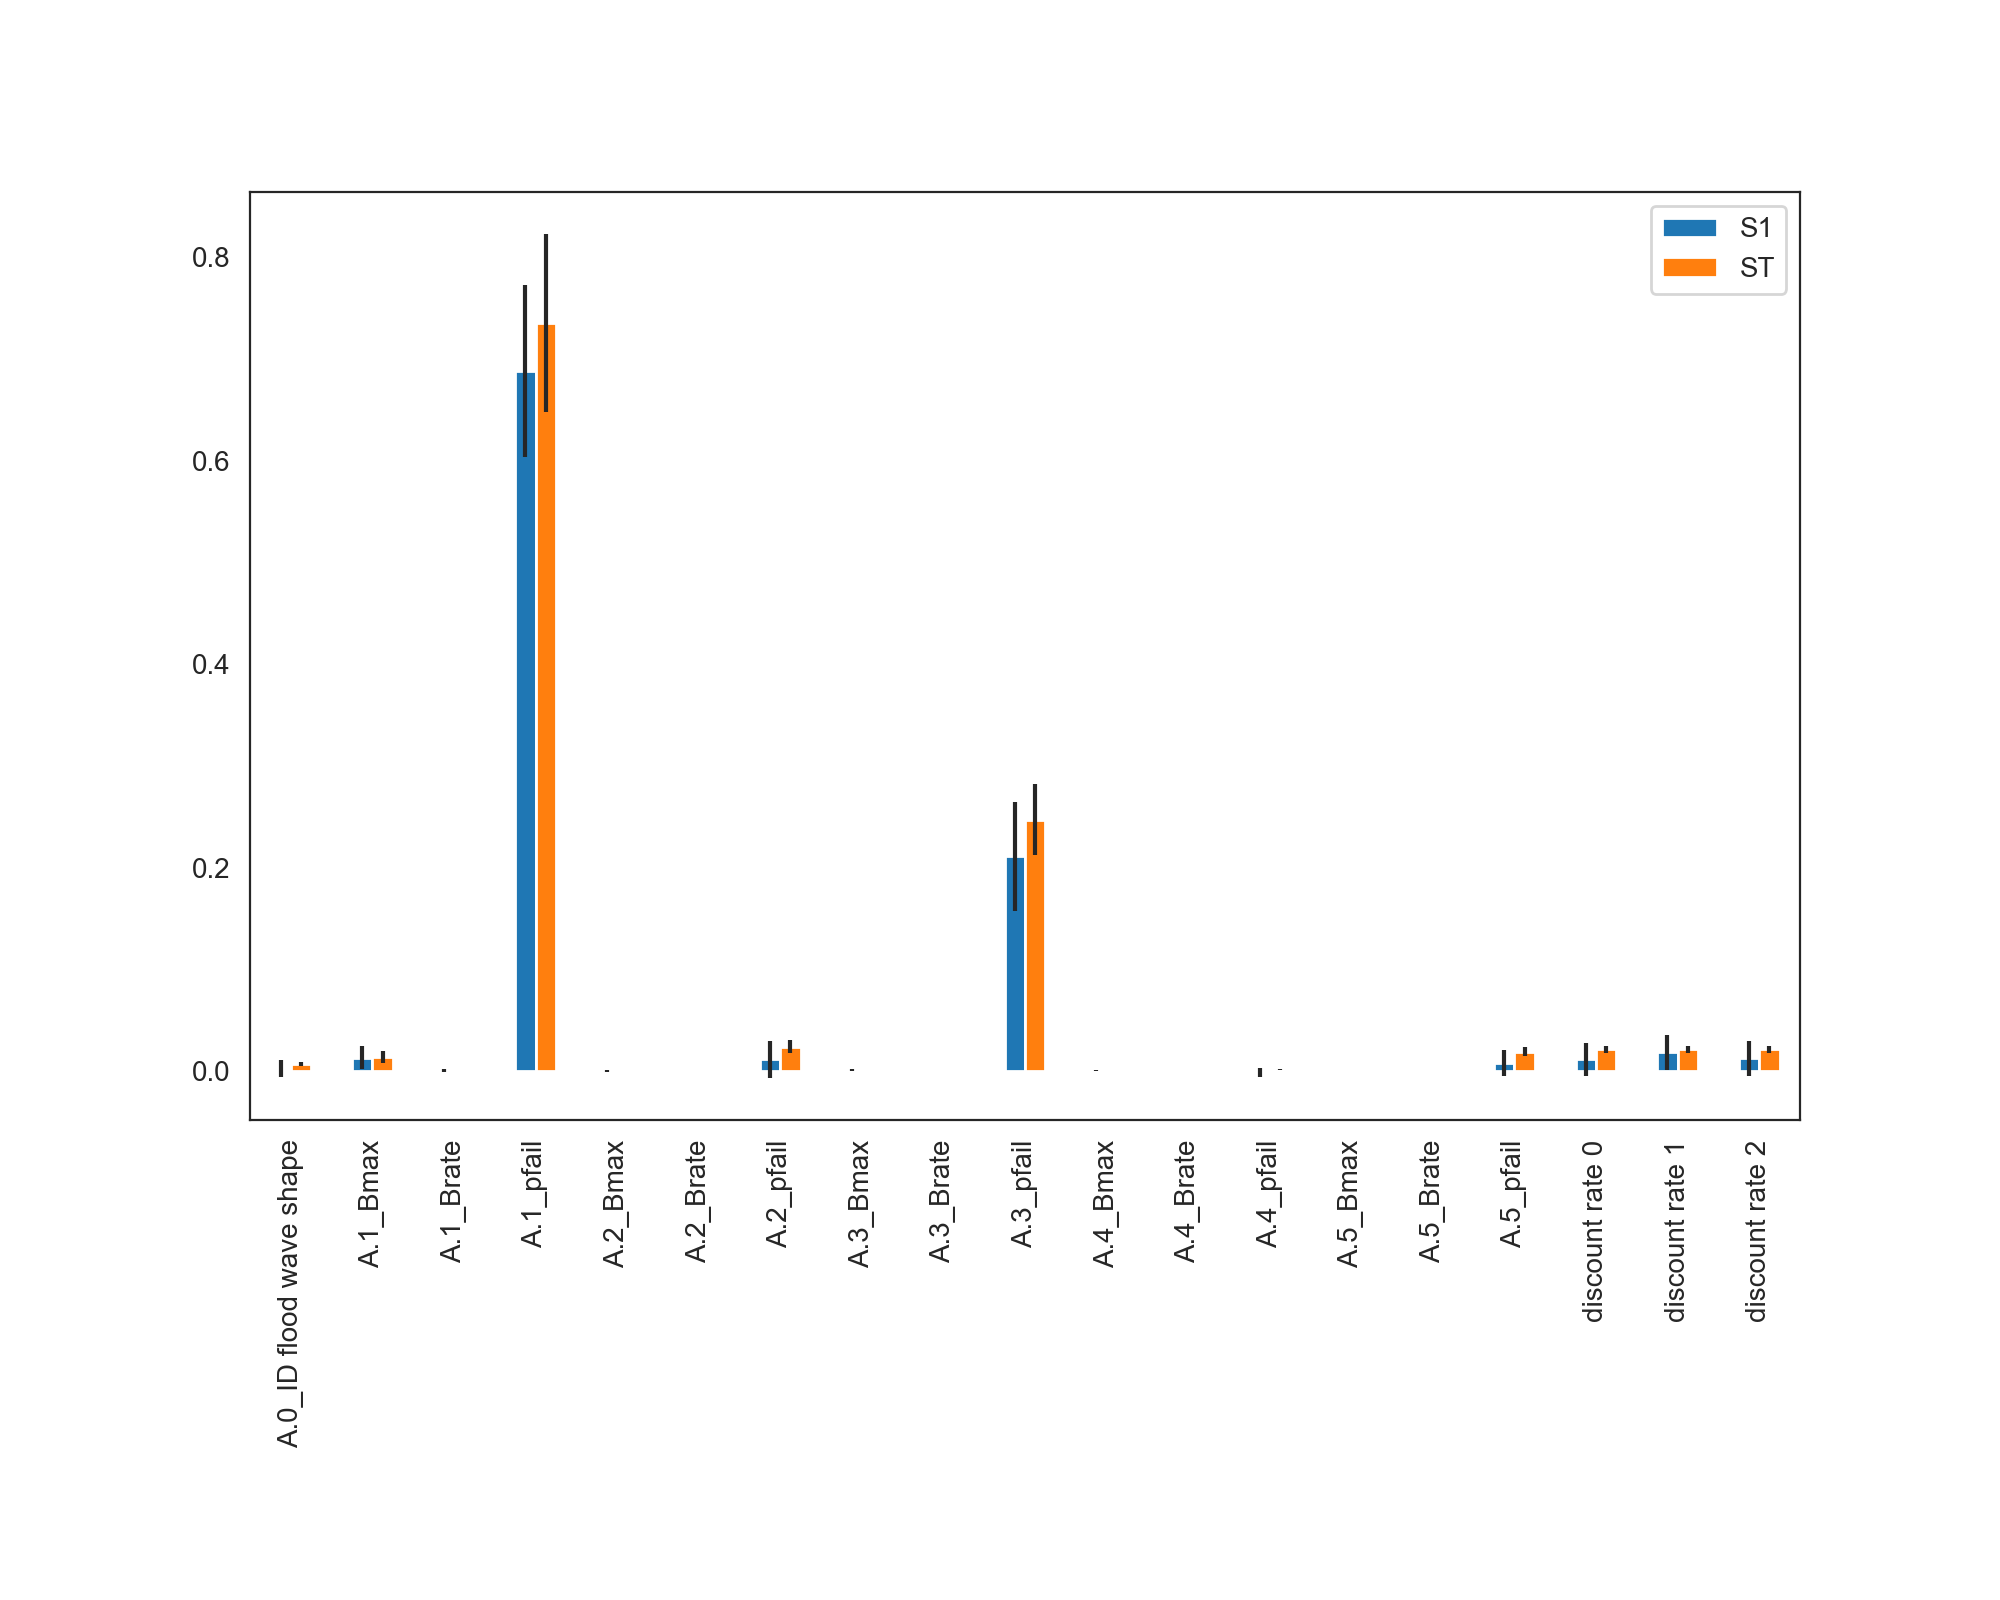 S1
ST
0.8
0.6
0.4
0.2
0.0
A.0_ID flood wave shape
A.1_Bmax
A.1_Brate
A.1_pfail
A.2_Bmax
A.2_Brate
A.2_pfail
A.3_Bmax
A.3_Brate
A.3_pfail
A.4_Bmax
A.4_Brate
A.4_pfail
A.5_Bmax
A.5_Brate
A.5_pfail
discount rate 0
discount rate 1
discount rate 2